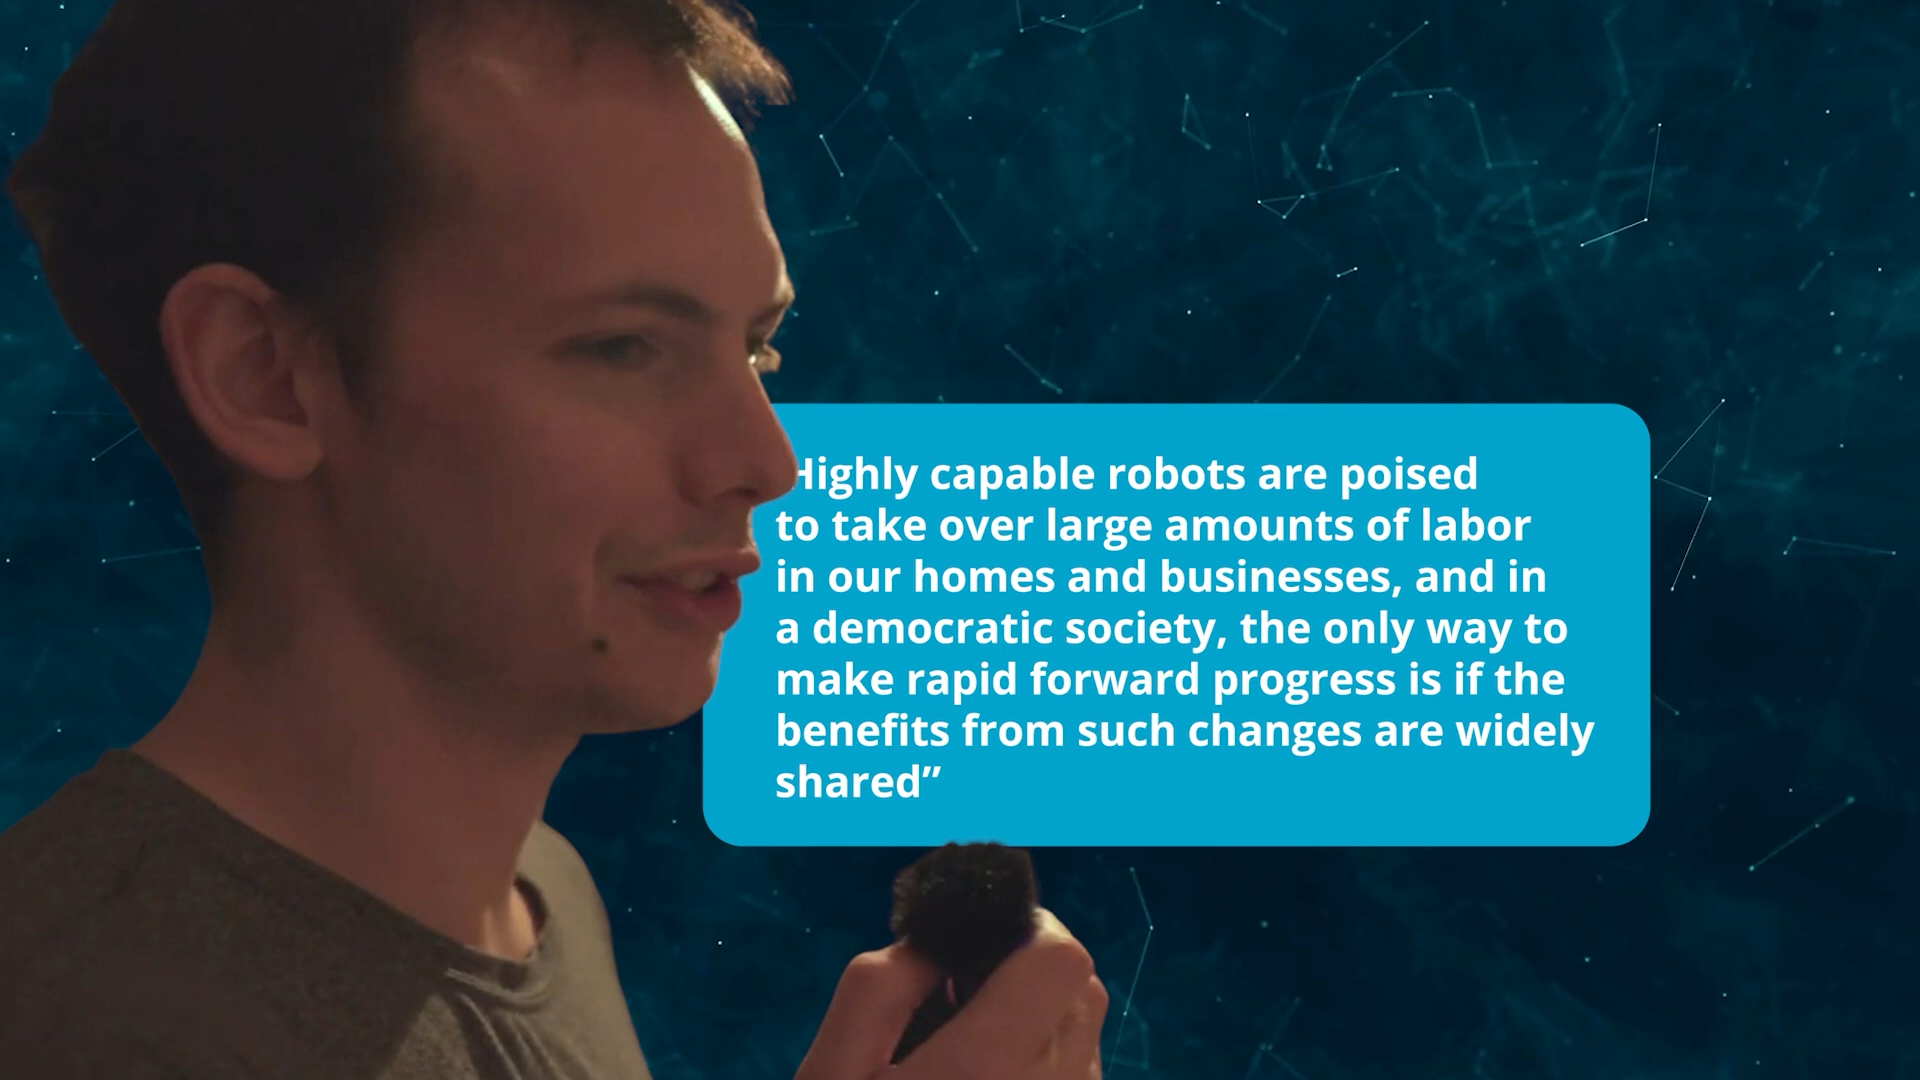 Highly capable robots are poised
to take over large amounts of labor
in our homes and businesses, and in
a democratic society, the only way to
make rapid forward progress is if the
benefits from such changes are widely
shared”